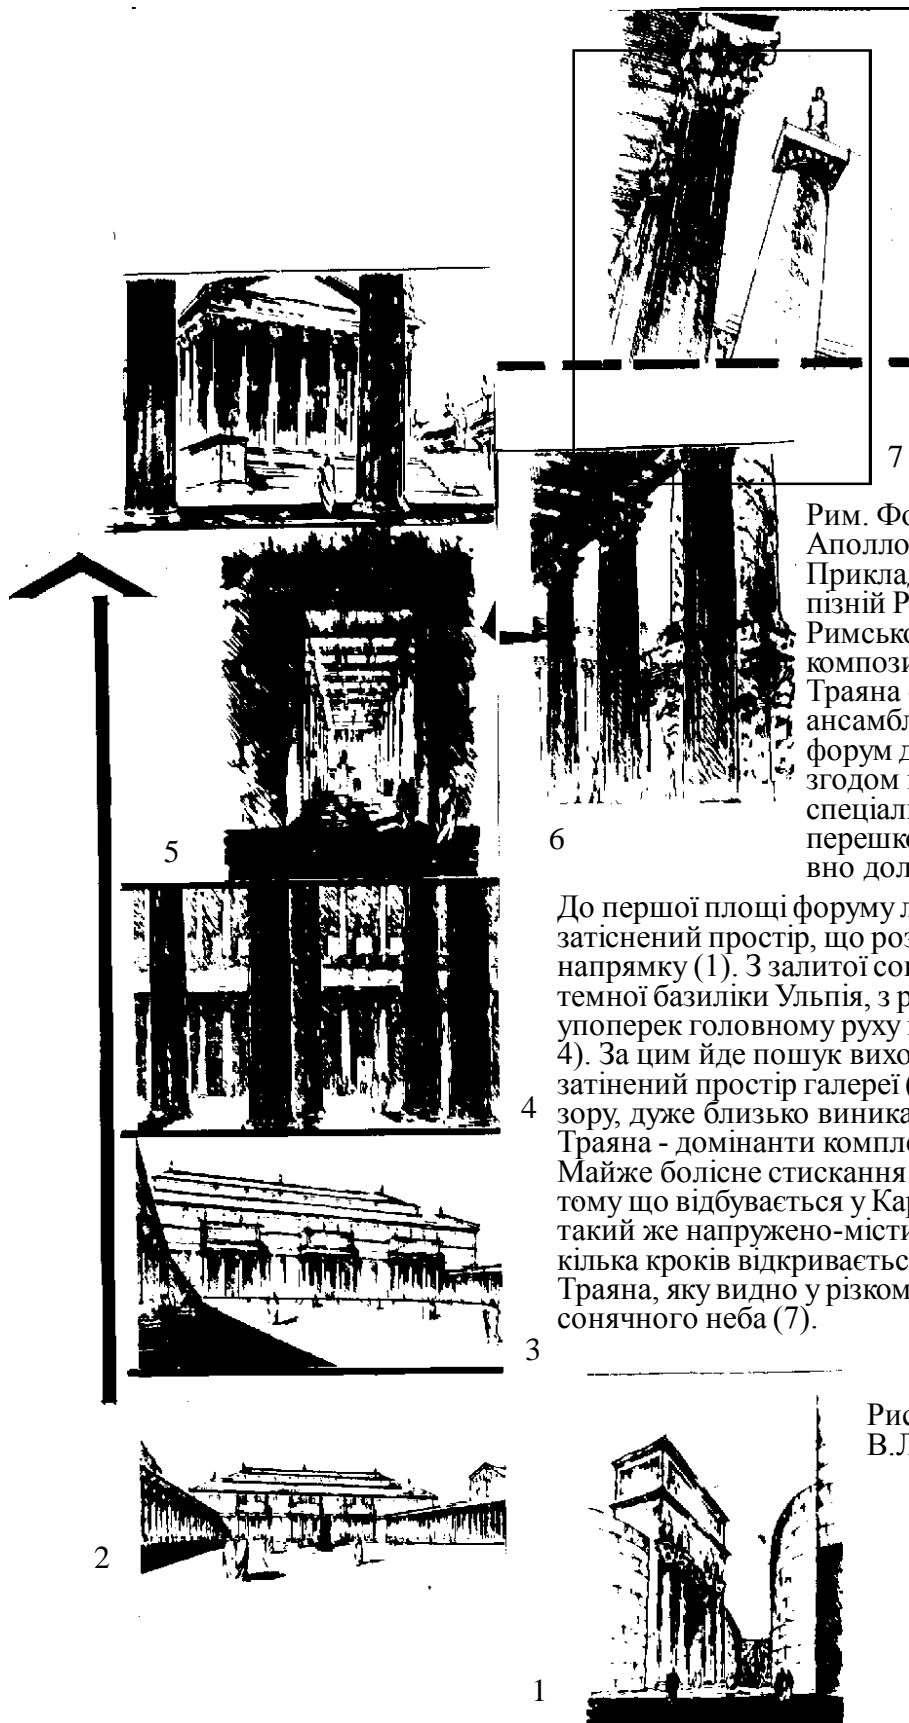 7
Рим. Фо
Аполло
Приклад
пізній Р
Римсько
компози
Траяна
ансамбл
форум д
згодом
спеціаль
перешко
вно дол
6
5
До першої площі форуму л
затіснений простір, що роз
напрямку (1). З залитої сон
темної базиліки Ульпія, з р
упоперек головному руху
4). За цим йде пошук вихо
затінений простір галереї (
зору, дуже близько виника
Траяна - домінанти компле
Майже болісне стискання
тому що відбувається у Кар
такий же напружено-місти
кілька кроків відкриваєтьс
Траяна, яку видно у різком
сонячного неба (7).
4
3
Рис
В.Л
2
1